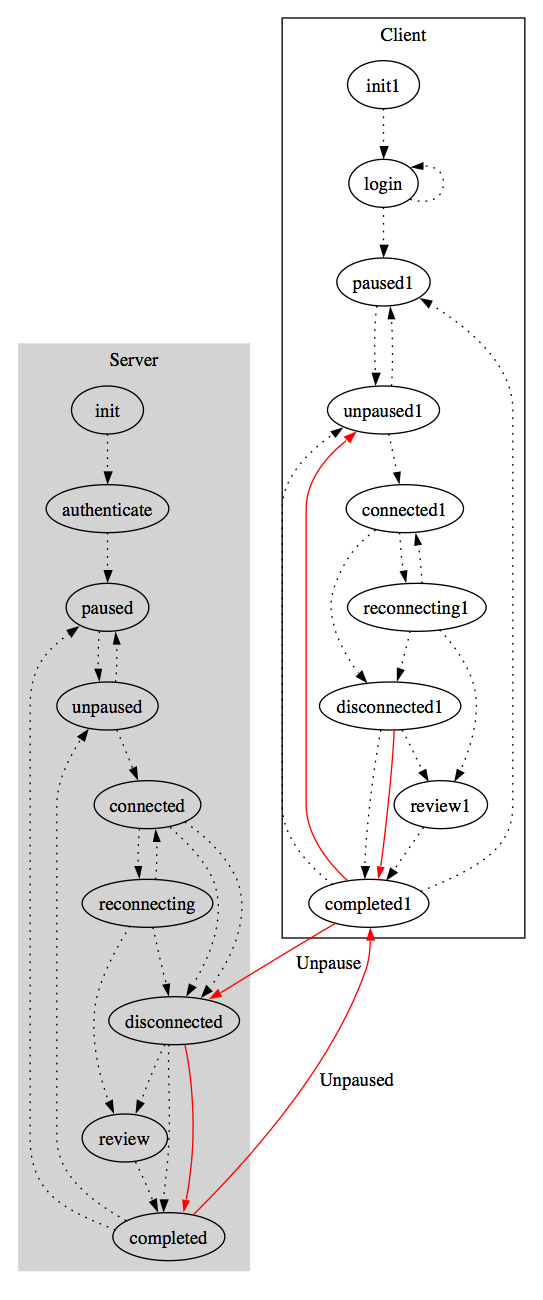 Client
init1
login
paused1
unpaused1
connected1
reconnecting1
disconnected1
review1
completed1
Server
init
authenticate
paused
unpaused
connected
reconnecting
disconnected
review
completed
Unpause
Unpaused